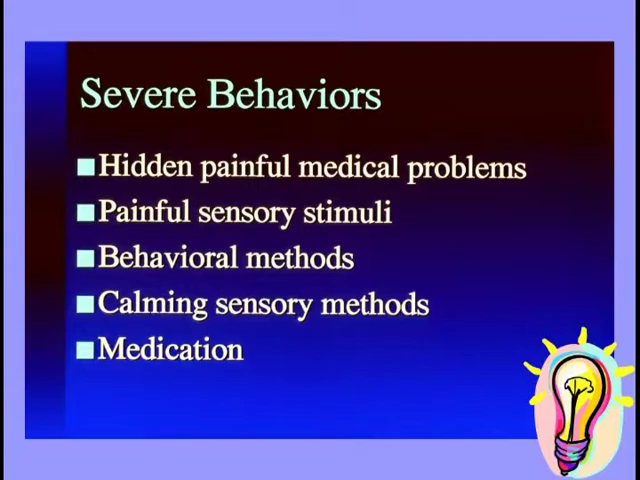 Severe Behaviors
Hidden painful medical problems
Painful sensory stimuli
Behavioral methods
Calming sensory methods
Medication